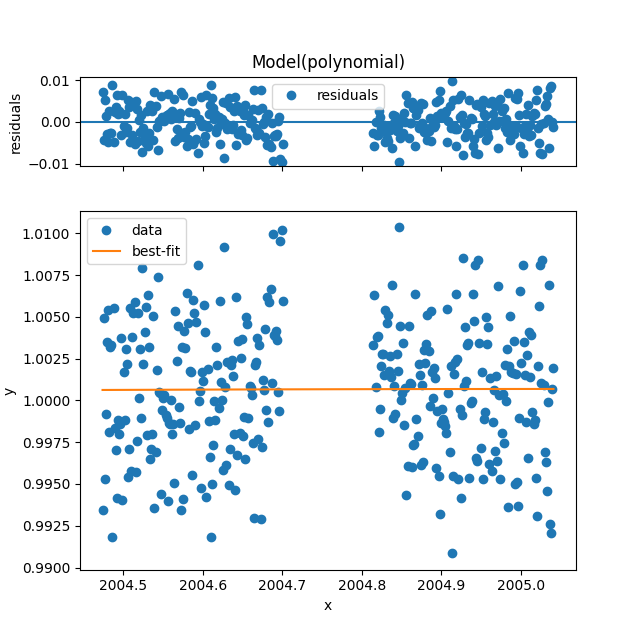 Model(polynomial)
0.01
0.00
−0.01
residuals
residuals
1.0100
1.0075
1.0050
1.0025
1.0000
0.9975
0.9950
0.9925
0.9900
y
data
best-fit
2004.5 2004.6 2004.7 2004.8 2004.9 2005.0
x